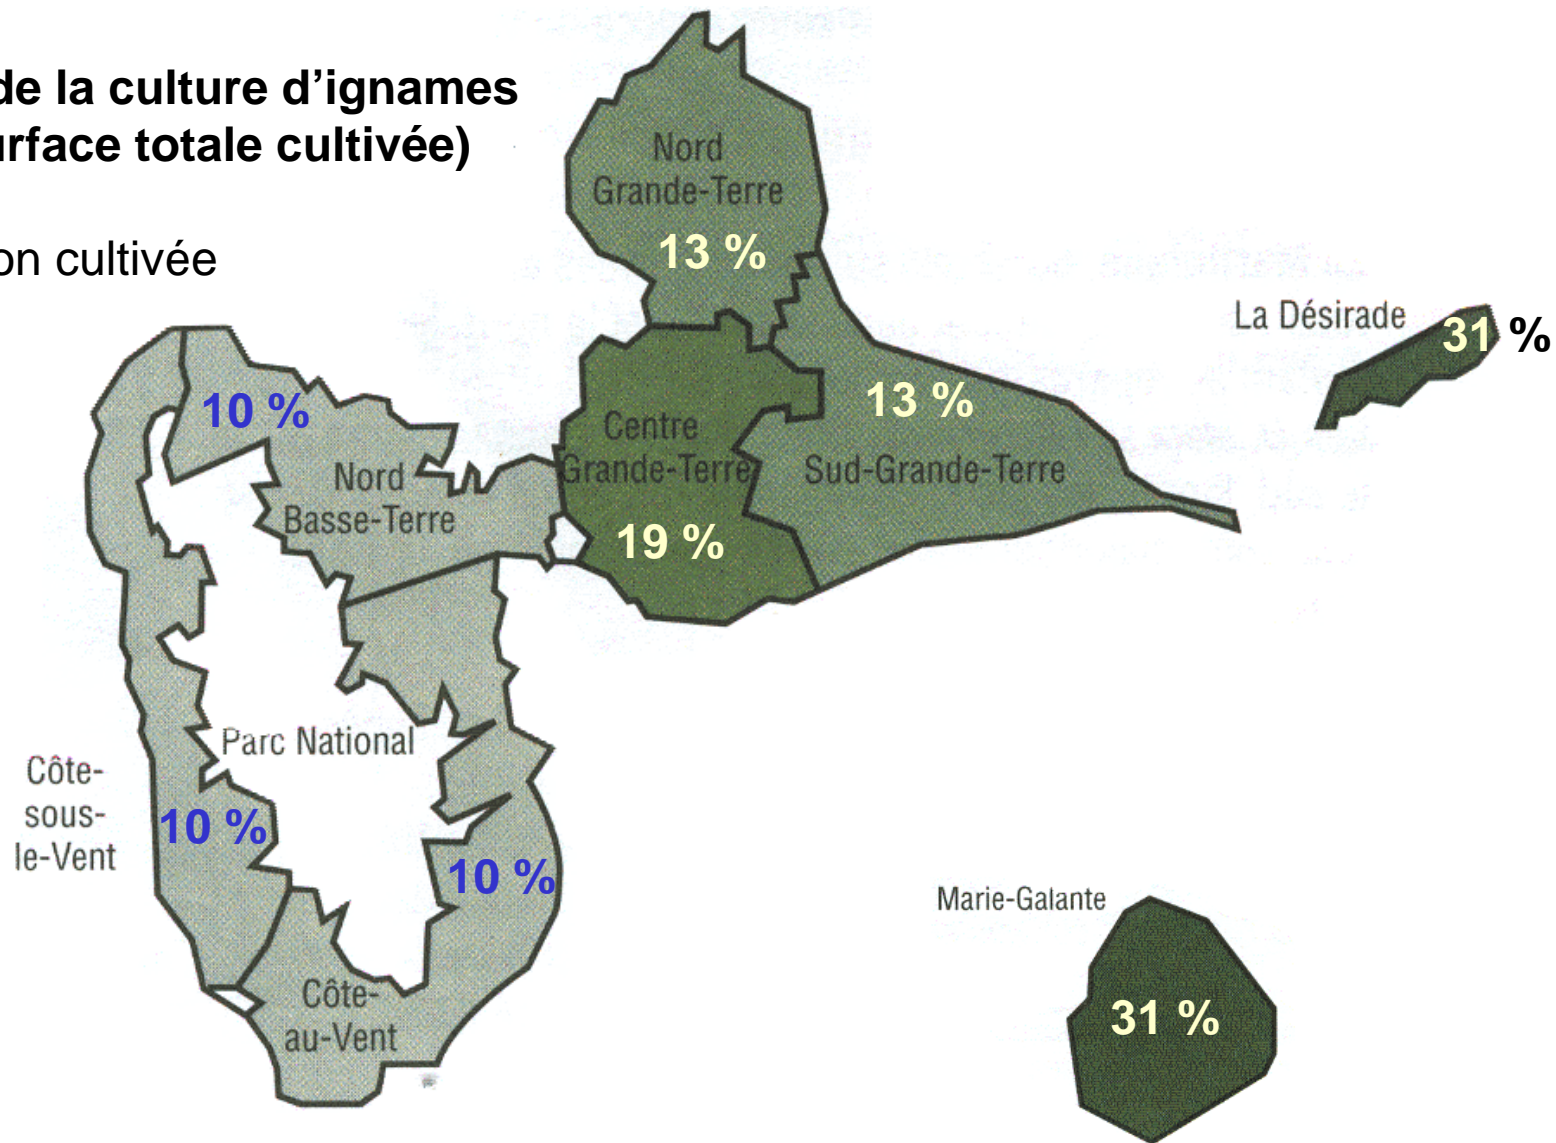 de la culture d’ignames
urface totale cultivée)
on cultivée
Nord
Grande-Terre
13 %
La Désirade
31 %
10 %
Nord
Basse-Terre
Centre
Grande-Terre
19 %
13 %
Sud-Grande-Terre
Parc National
Côte-
sous-
le-Vent
10 %
10 %
Côte-
au-Vent
Marie-Galante
31 %